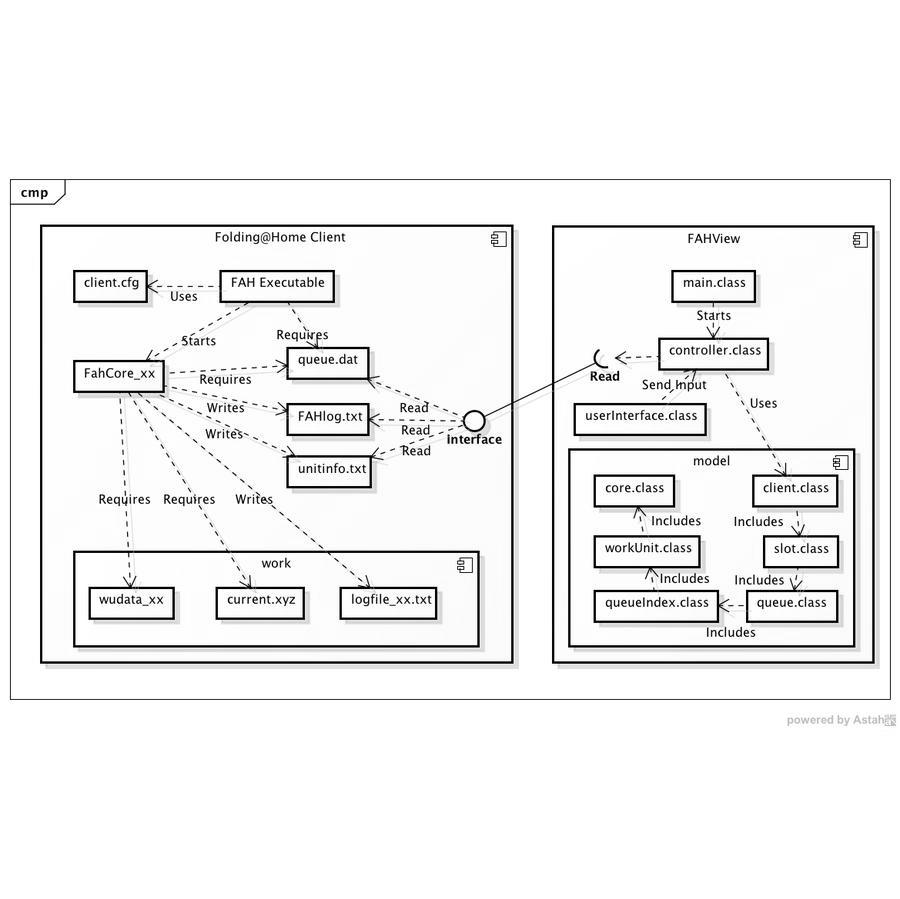 cmp
Folding@Home Client
FAHView
client.cfg
Uses
FAH Executable
main.class
Starts
Starts
Requires
queue.dat
controller.class
FahCore_xx
Requires
Read
Send Input
Writes
FAHlog.txt
Read
Uses
userInterface.class
Writes
Read
Interface
Read
unitinfo.txt
model
core.class
client.class
Requires
Requires
Writes
Includes
Includes
workUnit.class
slot.class
work
Includes
Includes
wudata_xx
current.xyz
logfile_xx.txt
queueIndex.class
queue.class
Includes
powered by Astah